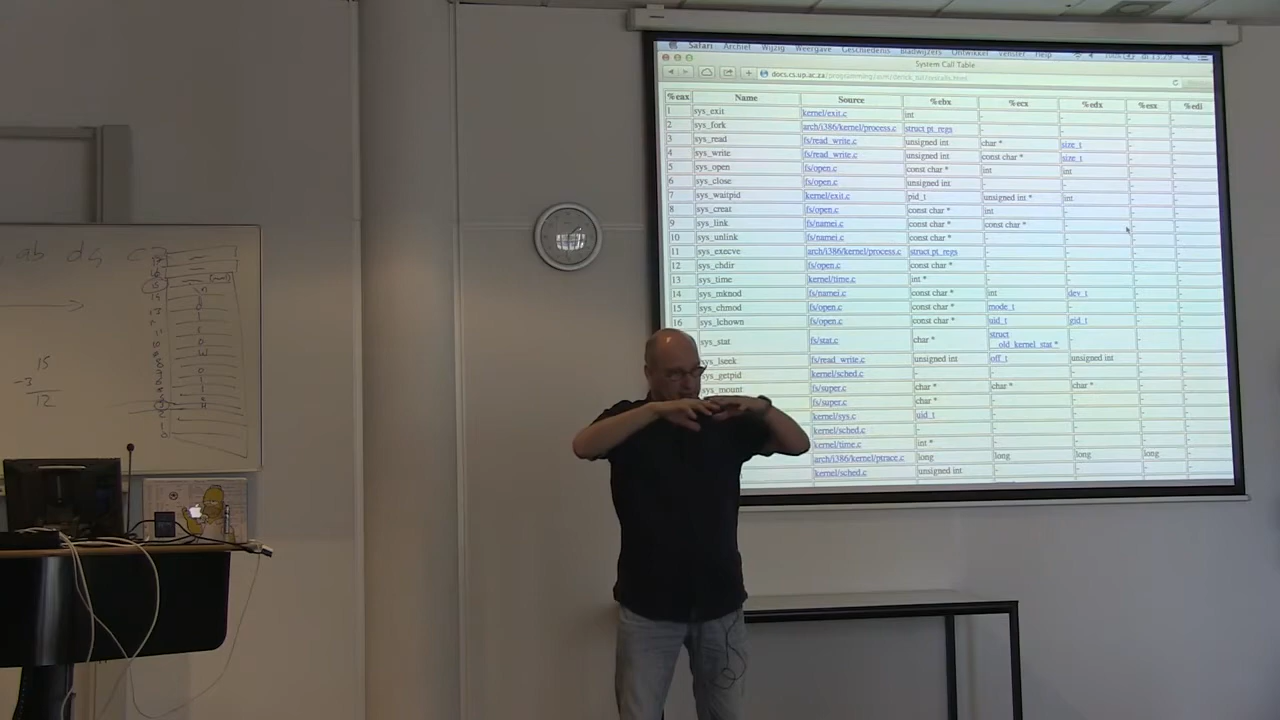 Safari Archief Wijzig Weergave Geschiedenis Bladwijzers Ontwikkel Venster Help
System Call Table
%eax Name Source %ebx %ecx %edx %esx %edi
1 sys_exit kernel/exit.c int - - - -
2 sys_fork arch/i386/kernel/process.c struct pt_regs - - - -
3 sys_read fs/read_write.c unsigned int char * size_t - -
4 sys_write fs/read_write.c unsigned int const char * size_t - -
5 sys_open fs/open.c const char * int int - -
6 sys_close fs/open.c unsigned int - - - -
7 sys_waitpid kernel/exit.c pid_t unsigned int * int - -
8 sys_creat fs/open.c const char * int - - -
9 sys_link fs/namei.c const char * const char * - - -
10 sys_unlink fs/namei.c const char * - - - -
11 sys_execve arch/i386/kernel/process.c struct pt_regs - - - -
12 sys_chdir fs/open.c const char * - - - -
13 sys_time kernel/time.c int * - - - -
14 sys_mknod fs/namei.c const char * int dev_t - -
15 sys_chmod fs/open.c const char * mode_t - - -
16 sys_lchown fs/open.c const char * uid_t gid_t - -
sys_stat fs/stat.c char * struct
__old_kernel_stat * - - -
sys_lseek fs/read_write.c unsigned int off_t unsigned int - -
sys_getpid kernel/sched.c - - - - -
sys_mount fs/super.c char * char * char * - -
fs/super.c char * - - - -
kernel/sys.c uid_t - - - -
kernel/sched.c - - - - -
kernel/time.c int * - - - -
arch/i386/kernel/ptrace.c long long long long -
kernel/sched.c unsigned int - - - -
ab
15
-3
12